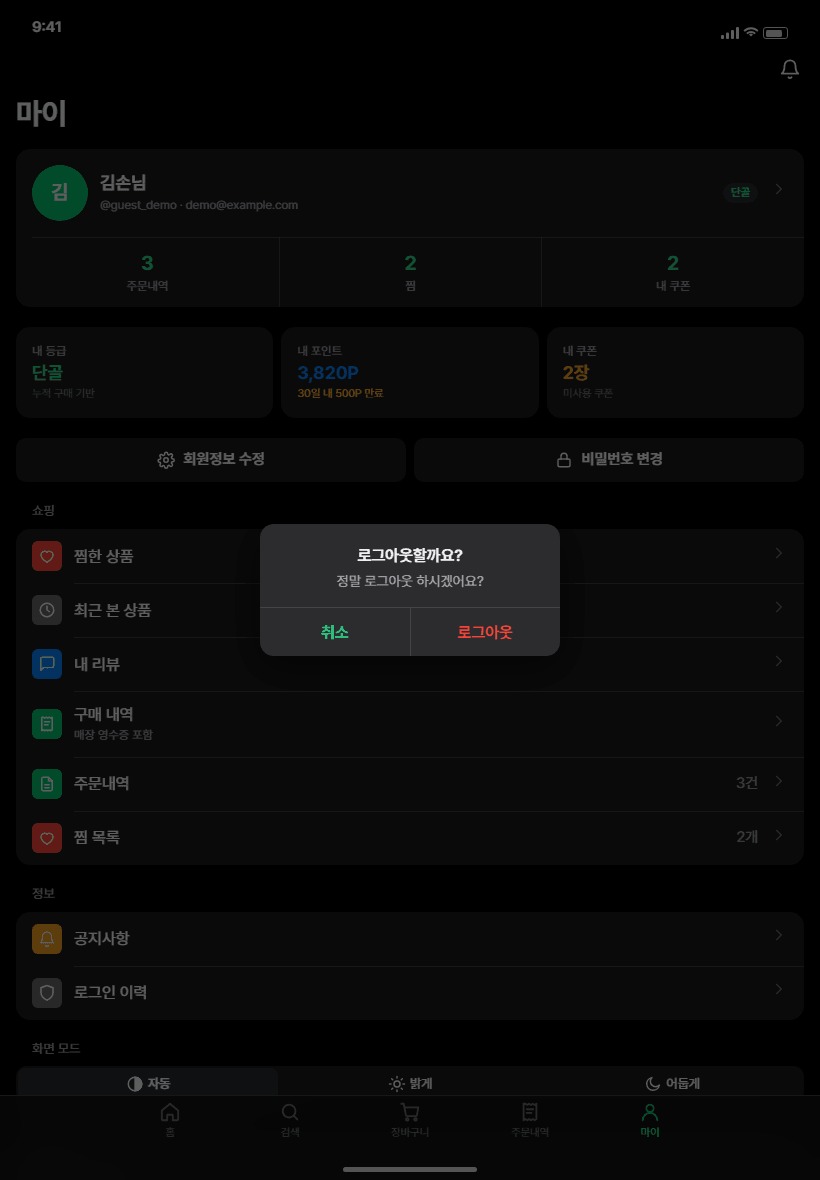 9:41
마이
김
김손님
@guest_demo · demo@example.com
단골
3
주문내역
2
찜
2
내 쿠폰
내 등급
단골
누적 구매 기반
내 포인트
3,820P
30일 내 500P 만료
내 쿠폰
2장
미사용 쿠폰
회원정보 수정
비밀번호 변경
쇼핑
찜한 상품
최근 본 상품
내 리뷰
구매 내역
매장 영수증 포함
주문내역
3건
찜 목록
2개
로그아웃할까요?
정말 로그아웃 하시겠어요?
취소
로그아웃
정보
공지사항
로그인 이력
화면 모드
자동
밝게
어둡게
홈
검색
장바구니
주문내역
마이